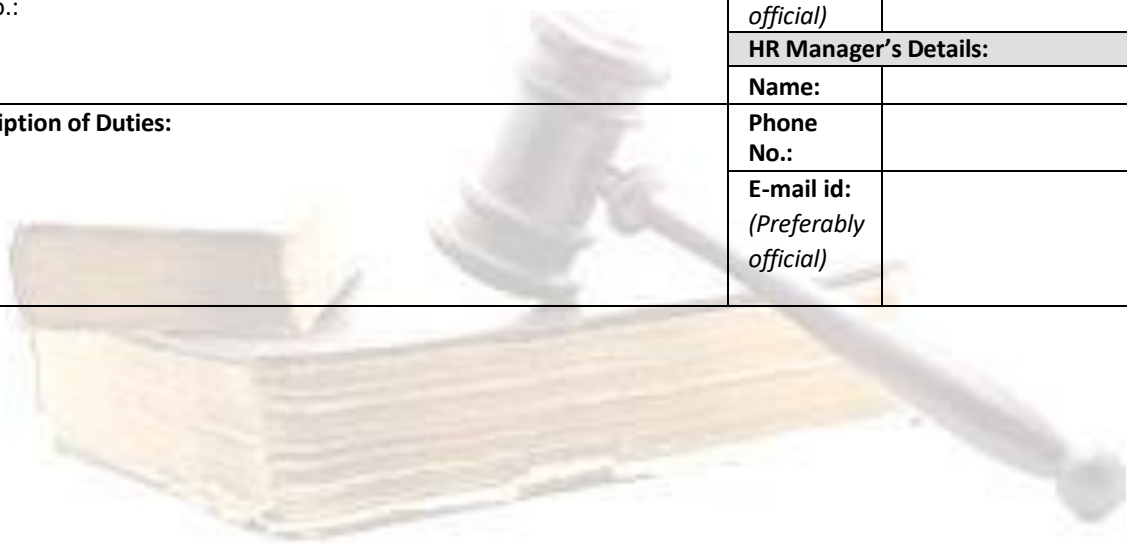 o.:
official)
HR Manager’s Details:
Name:
iption of Duties:
Phone
No.:
E-mail id:
(Preferably
official)